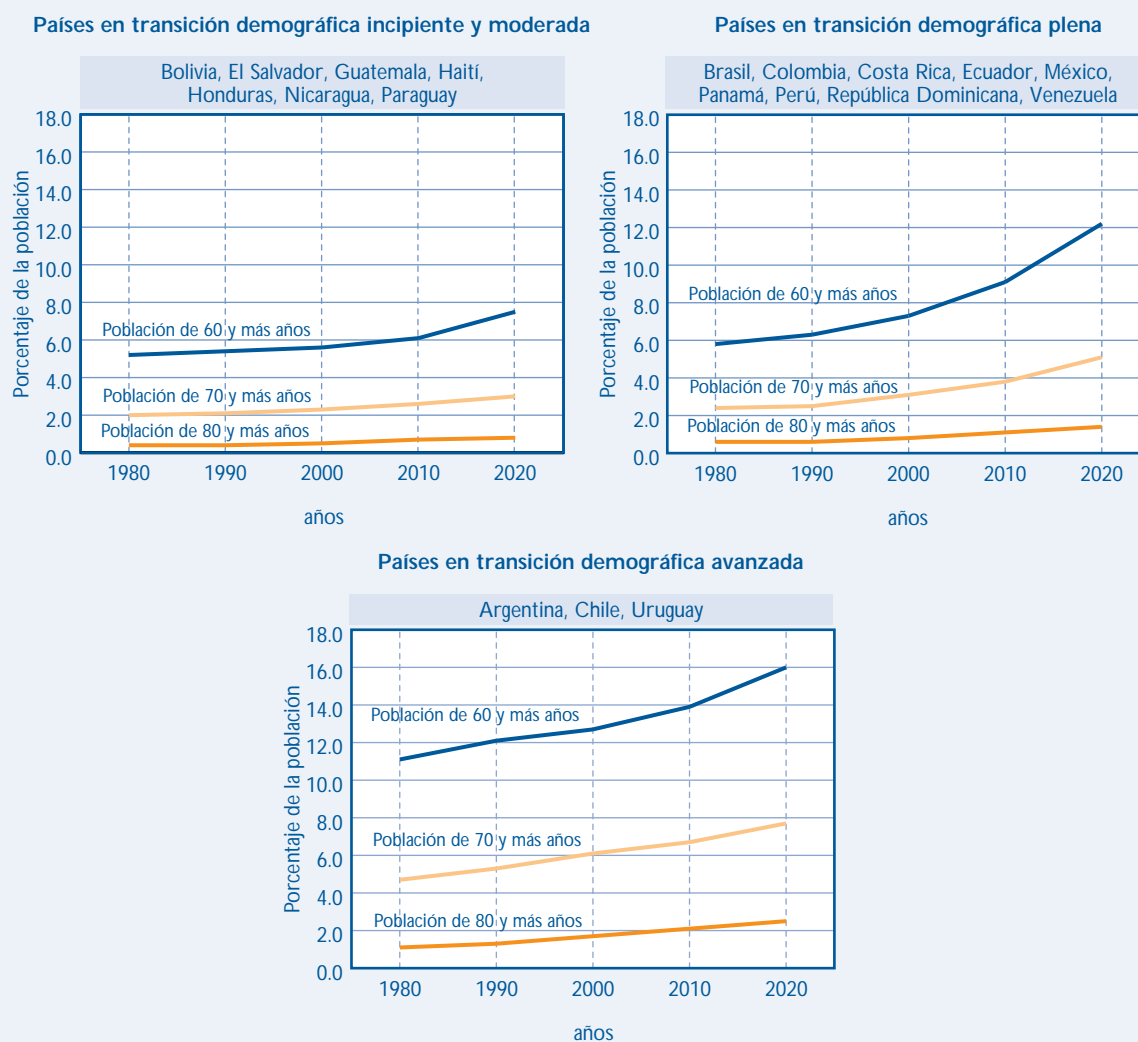 Países en transición demográfica incipiente y moderada
Bolivia, El Salvador, Guatemala, Haití,
Honduras, Nicaragua, Paraguay
Porcentaje de la población
18.0
16.0
14.0
12.0
10.0
8.0
6.0
4.0
2.0
0.0
Población de 60 y más años
Población de 70 y más años
Población de 80 y más años
1980 1990 2000 2010 2020
años
Países en transición demográfica plena
Brasil, Colombia, Costa Rica, Ecuador, México,
Panamá, Perú, República Dominicana, Venezuela
Porcentaje de la población
18.0
16.0
14.0
12.0
10.0
8.0
6.0
4.0
2.0
0.0
Población de 60 y más años
Población de 70 y más años
Población de 80 y más años
1980 1990 2000 2010 2020
años
Países en transición demográfica avanzada
Argentina, Chile, Uruguay
Porcentaje de la población
18.0
16.0
14.0
12.0
10.0
8.0
6.0
4.0
2.0
0.0
Población de 60 y más años
Población de 70 y más años
Población de 80 y más años
1980 1990 2000 2010 2020
años